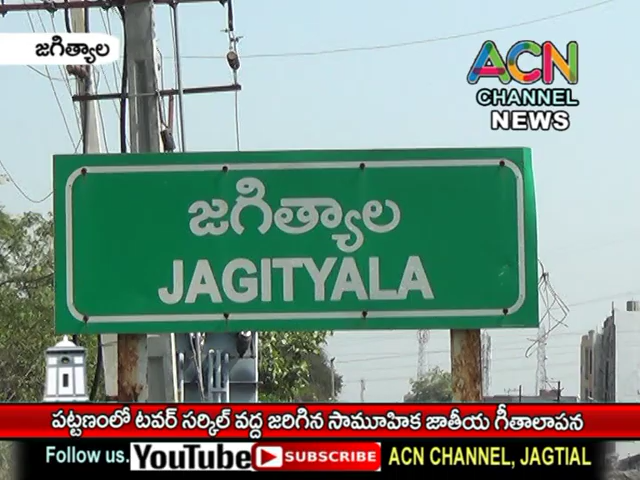 జగిత్యాల
ACN
CHANNEL
NEWS
జగిత్యాల
JAGITYALA
పట్టణంలో టవర్ సర్కిల్ వద్ద జరిగిన సామూహిక జాతీయ గీతాలాపన
Follow us. YouTube SUBSCRIBE ACN CHANNEL, JAGTIAL